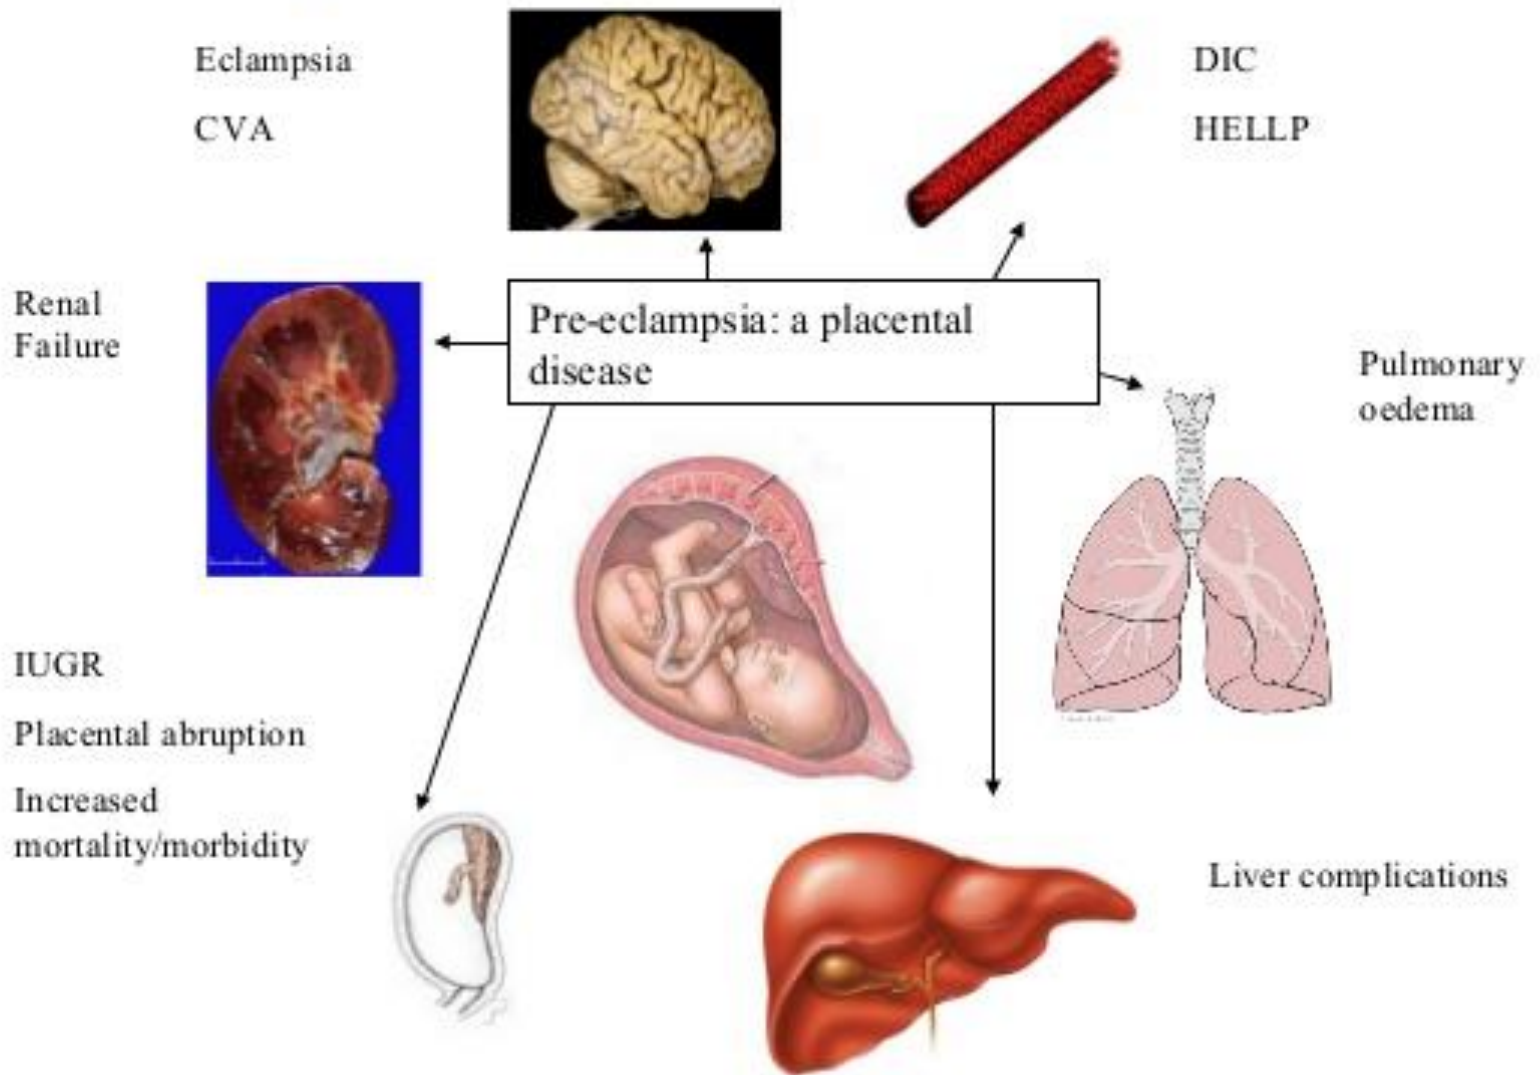 Eclampsia
CVA
DIC
HELLP
Renal
Failure
Pre-eclampsia: a placental
disease
Pulmonary
oedema
IUGR
Placental abruption
Increased
mortality/morbidity
Liver complications